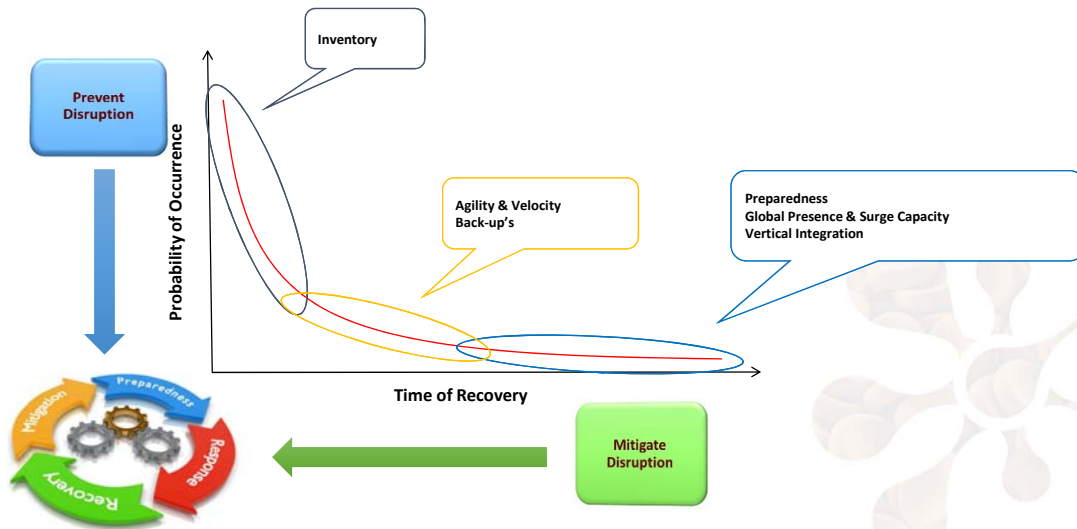 Inventory
Prevent
Disruption
Probability of Occurrence
Agility & Velocity
Back-up's
Preparedness
Global Presence & Surge Capacity
Vertical Integration
Time of Recovery
Mitigation
Preparedness
Response
Recovery
Mitigate
Disruption